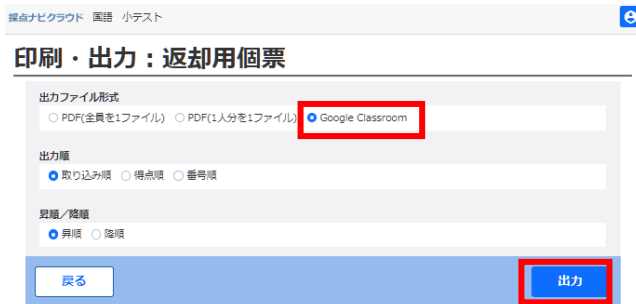 採点ナビクラウド 国語 小テスト
印刷・出力：返却用個票
出力ファイル形式
PDF(全員を1ファイル) PDF(1人分を1ファイル) Google Classroom
出力順
取り込み順 得点順 番号順
昇順／降順
昇順 降順
戻る 出力